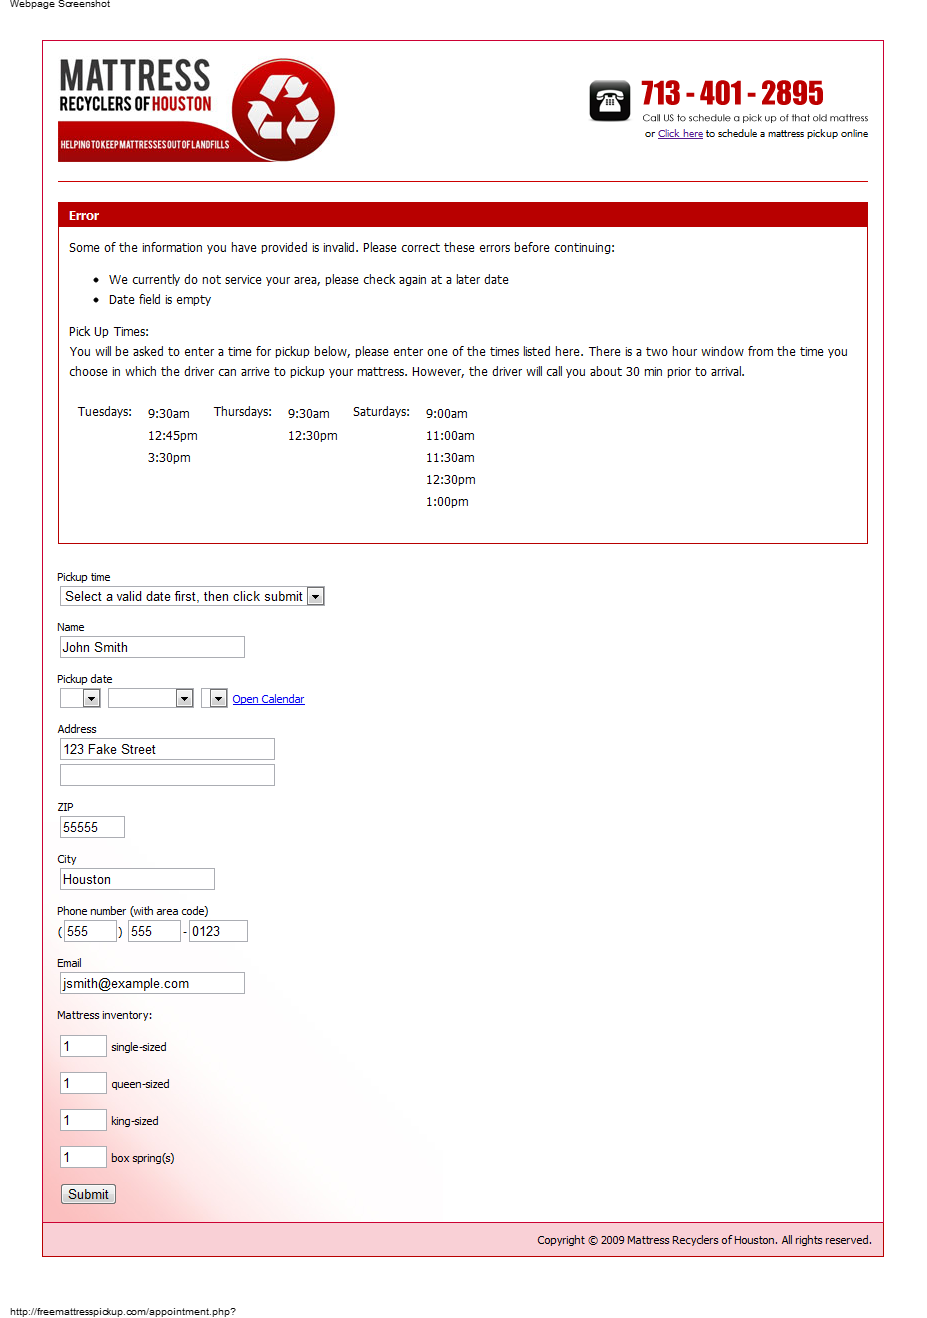 Webpage Screenshot
MATTRESS
RECYCLERS OF HOUSTON
HELPING TO KEEP MATTRESSES OUT OF LANDFILLS
713 - 401 - 2895
Call US to schedule a pick up of that old mattress
or Click here to schedule a mattress pickup online
Error
Some of the information you have provided is invalid. Please correct these errors before continuing:
• We currently do not service your area, please check again at a later date
• Date field is empty
Pick Up Times:
You will be asked to enter a time for pickup below, please enter one of the times listed here. There is a two hour window from the time you
choose in which the driver can arrive to pickup your mattress. However, the driver will call you about 30 min prior to arrival.
Tuesdays: 9:30am Thursdays: 9:30am Saturdays: 9:00am
12:45pm 12:30pm 11:00am
3:30pm 11:30am
12:30pm
1:00pm
Pickup time
Select a valid date first, then click submit
Name
John Smith
Pickup date
Open Calendar
Address
123 Fake Street
ZIP
55555
City
Houston
Phone number (with area code)
(555) 555 - 0123
Email
jsmith@example.com
Mattress inventory:
1 single-sized
1 queen-sized
1 king-sized
1 box spring(s)
Submit
Copyright © 2009 Mattress Recyclers of Houston. All rights reserved.
http://freemattresspickup.com/appointment.php?